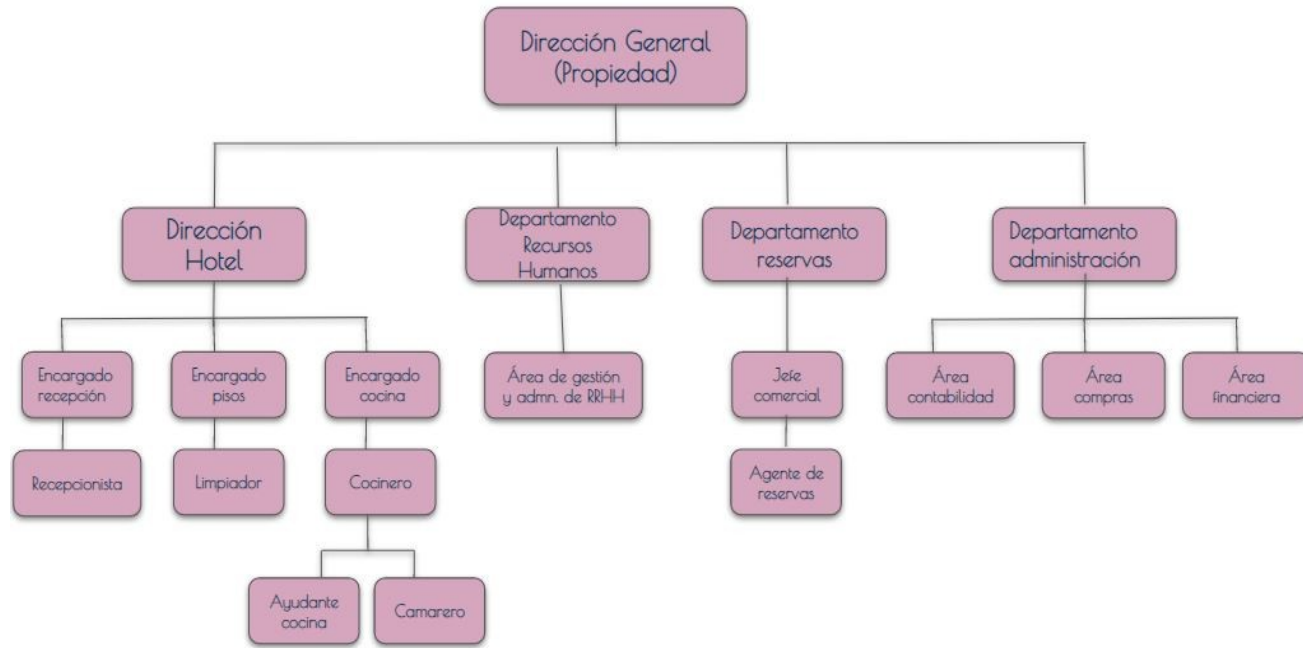 Dirección General
(Propiedad)
Dirección
Hotel
Departamento
Recursos
Humanos
Departamento
reservas
Departamento
administración
Encargado
recepción
Encargado
pisos
Encargado
cocina
Área de gestión
y admn. de RRHH
Jefe
comercial
Área
contabilidad
Área
compras
Área
financiera
Recepcionista
Limpiador
Cocinero
Agente de
reservas
Ayudante
cocina
Camarero